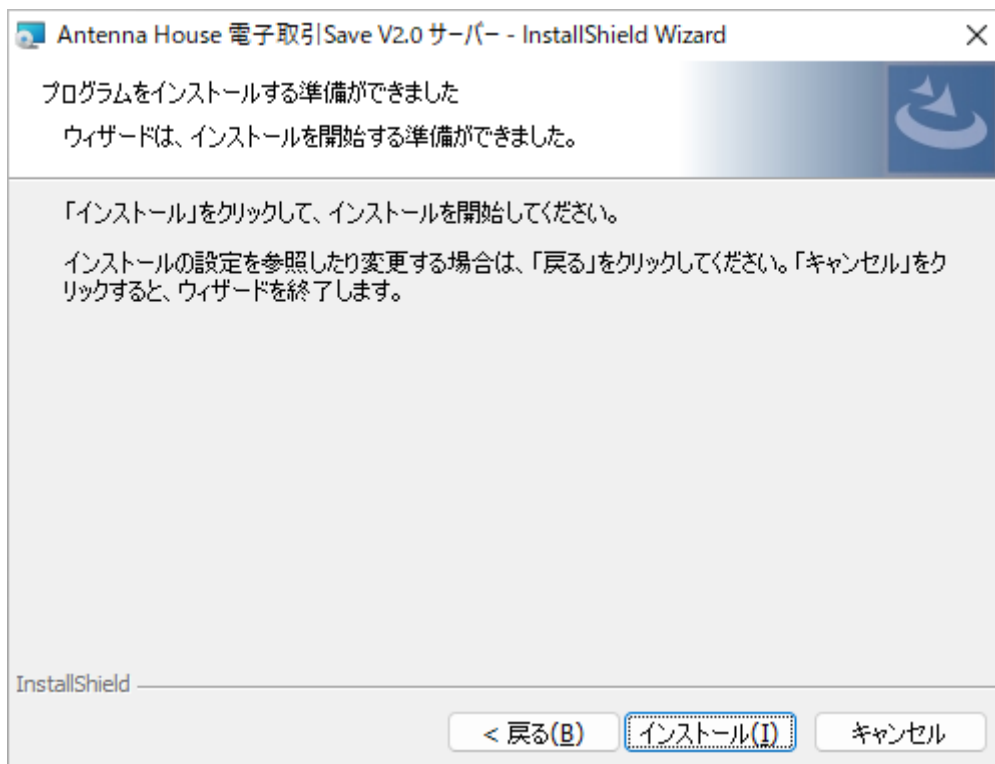 Antenna House 電子取引Save V2.0 サーバー - InstallShield Wizard
プログラムをインストールする準備ができました
ウィザードは、インストールを開始する準備ができました。
「インストール」をクリックして、インストールを開始してください。
インストールの設定を参照したり変更する場合は、「戻る」をクリックしてください。「キャンセル」をク
リックすると、ウィザードを終了します。
InstallShield
< 戻る(B)
インストール(I)
キャンセル